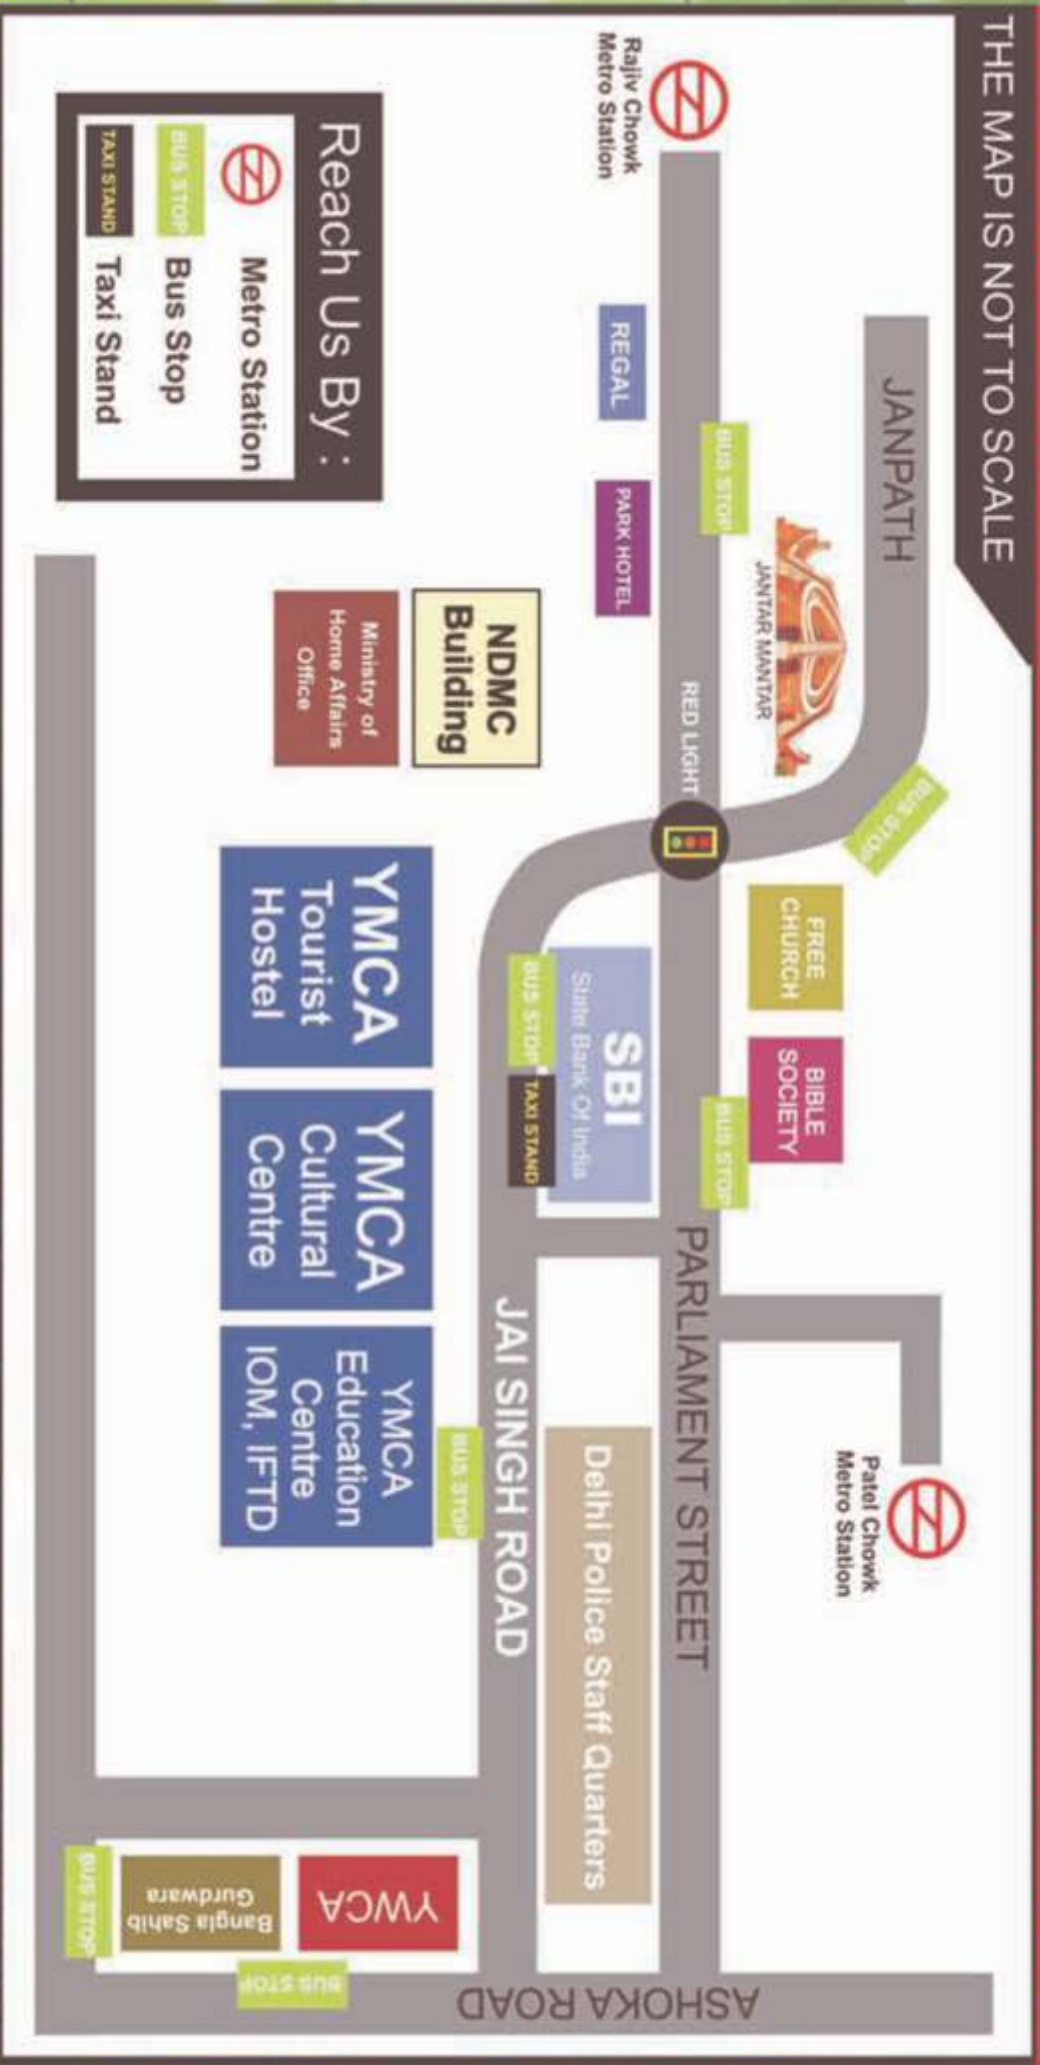 THE MAP IS NOT TO SCALE
JANPATH
BUS STOP
Patel Chowk
Metro Station
JANTAR MANTAR
FREE
CHURCH
BIBLE
SOCIETY
BUS STOP
BUS STOP
Rajiv Chowk
Metro Station
RED LIGHT
PARLIAMENT STREET
REGAL
PARK HOTEL
SBI
State Bank Of India
Delhi Police Staff Quarters
BUS STOP
TAXI STAND
JAI SINGH ROAD
ASHOKA ROAD
NDMC
Building
Ministry of
Home Affairs
Office
BUS STOP
YMCA
Tourist
Hostel
YMCA
Cultural
Centre
YMCA
Education
Centre
IOM, IFTD
YWCA
Bangla Sahib
Gurdwara
BUS STOP
BUS STOP
Reach Us By :
Metro Station
BUS STOP
Bus Stop
TAXI STAND
Taxi Stand